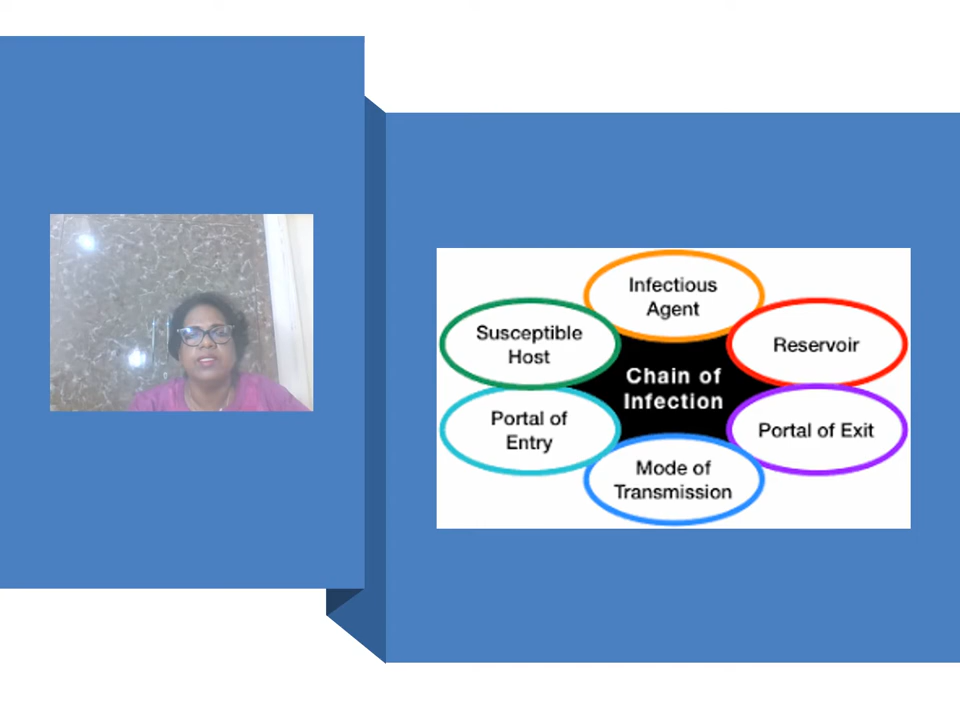 Infectious
Agent
Susceptible
Host
Reservoir
Chain of
Infection
Portal of
Entry
Portal of Exit
Mode of
Transmission